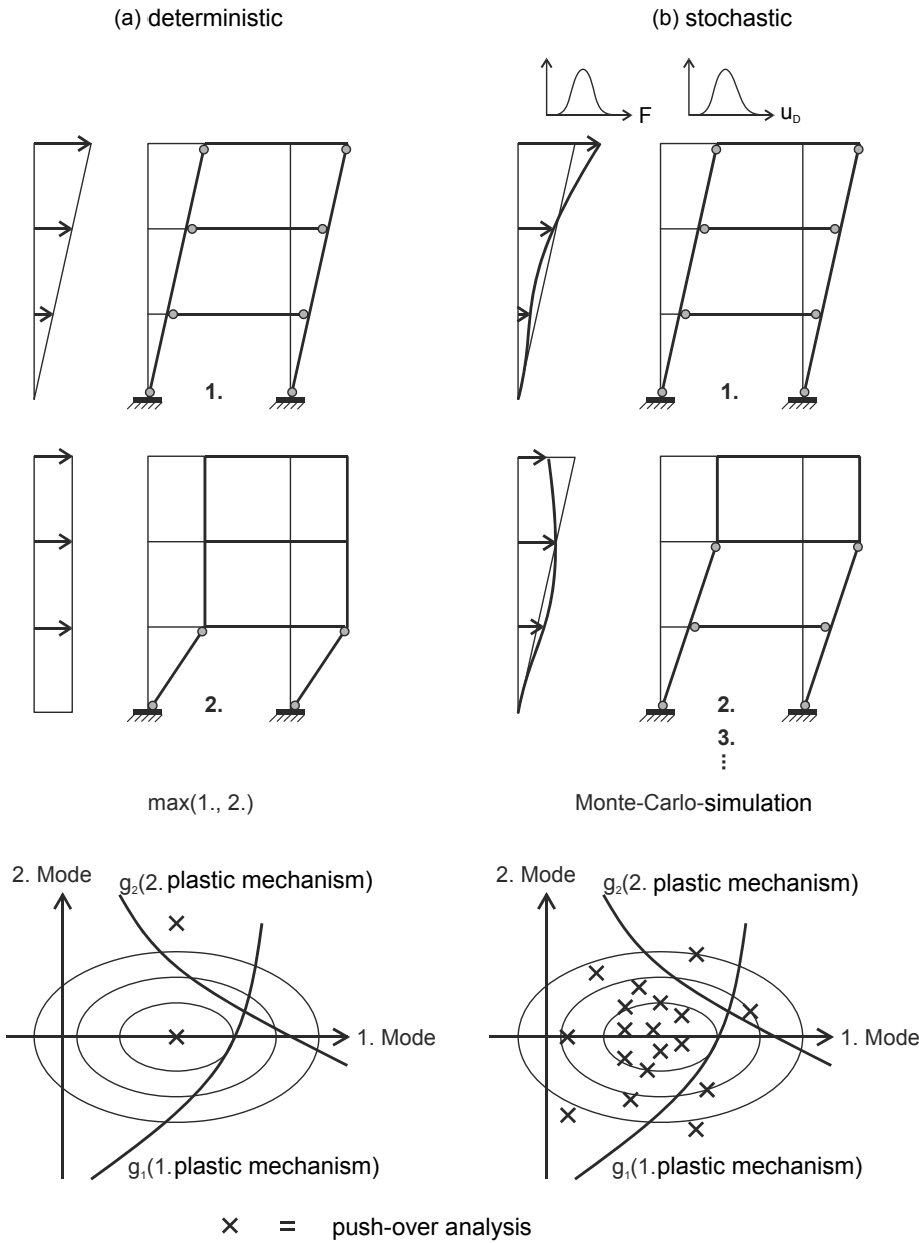 (a) deterministic
(b) stochastic
F
u_D
1.
1.
2.
2.
3.
⋮
max(1., 2.)
Monte-Carlo-simulation
2. Mode
g₂(2. plastic mechanism)
1. Mode
g₁(1.plastic mechanism)
2. Mode
g₂(2. plastic mechanism)
1. Mode
g₁(1.plastic mechanism)
× = push-over analysis